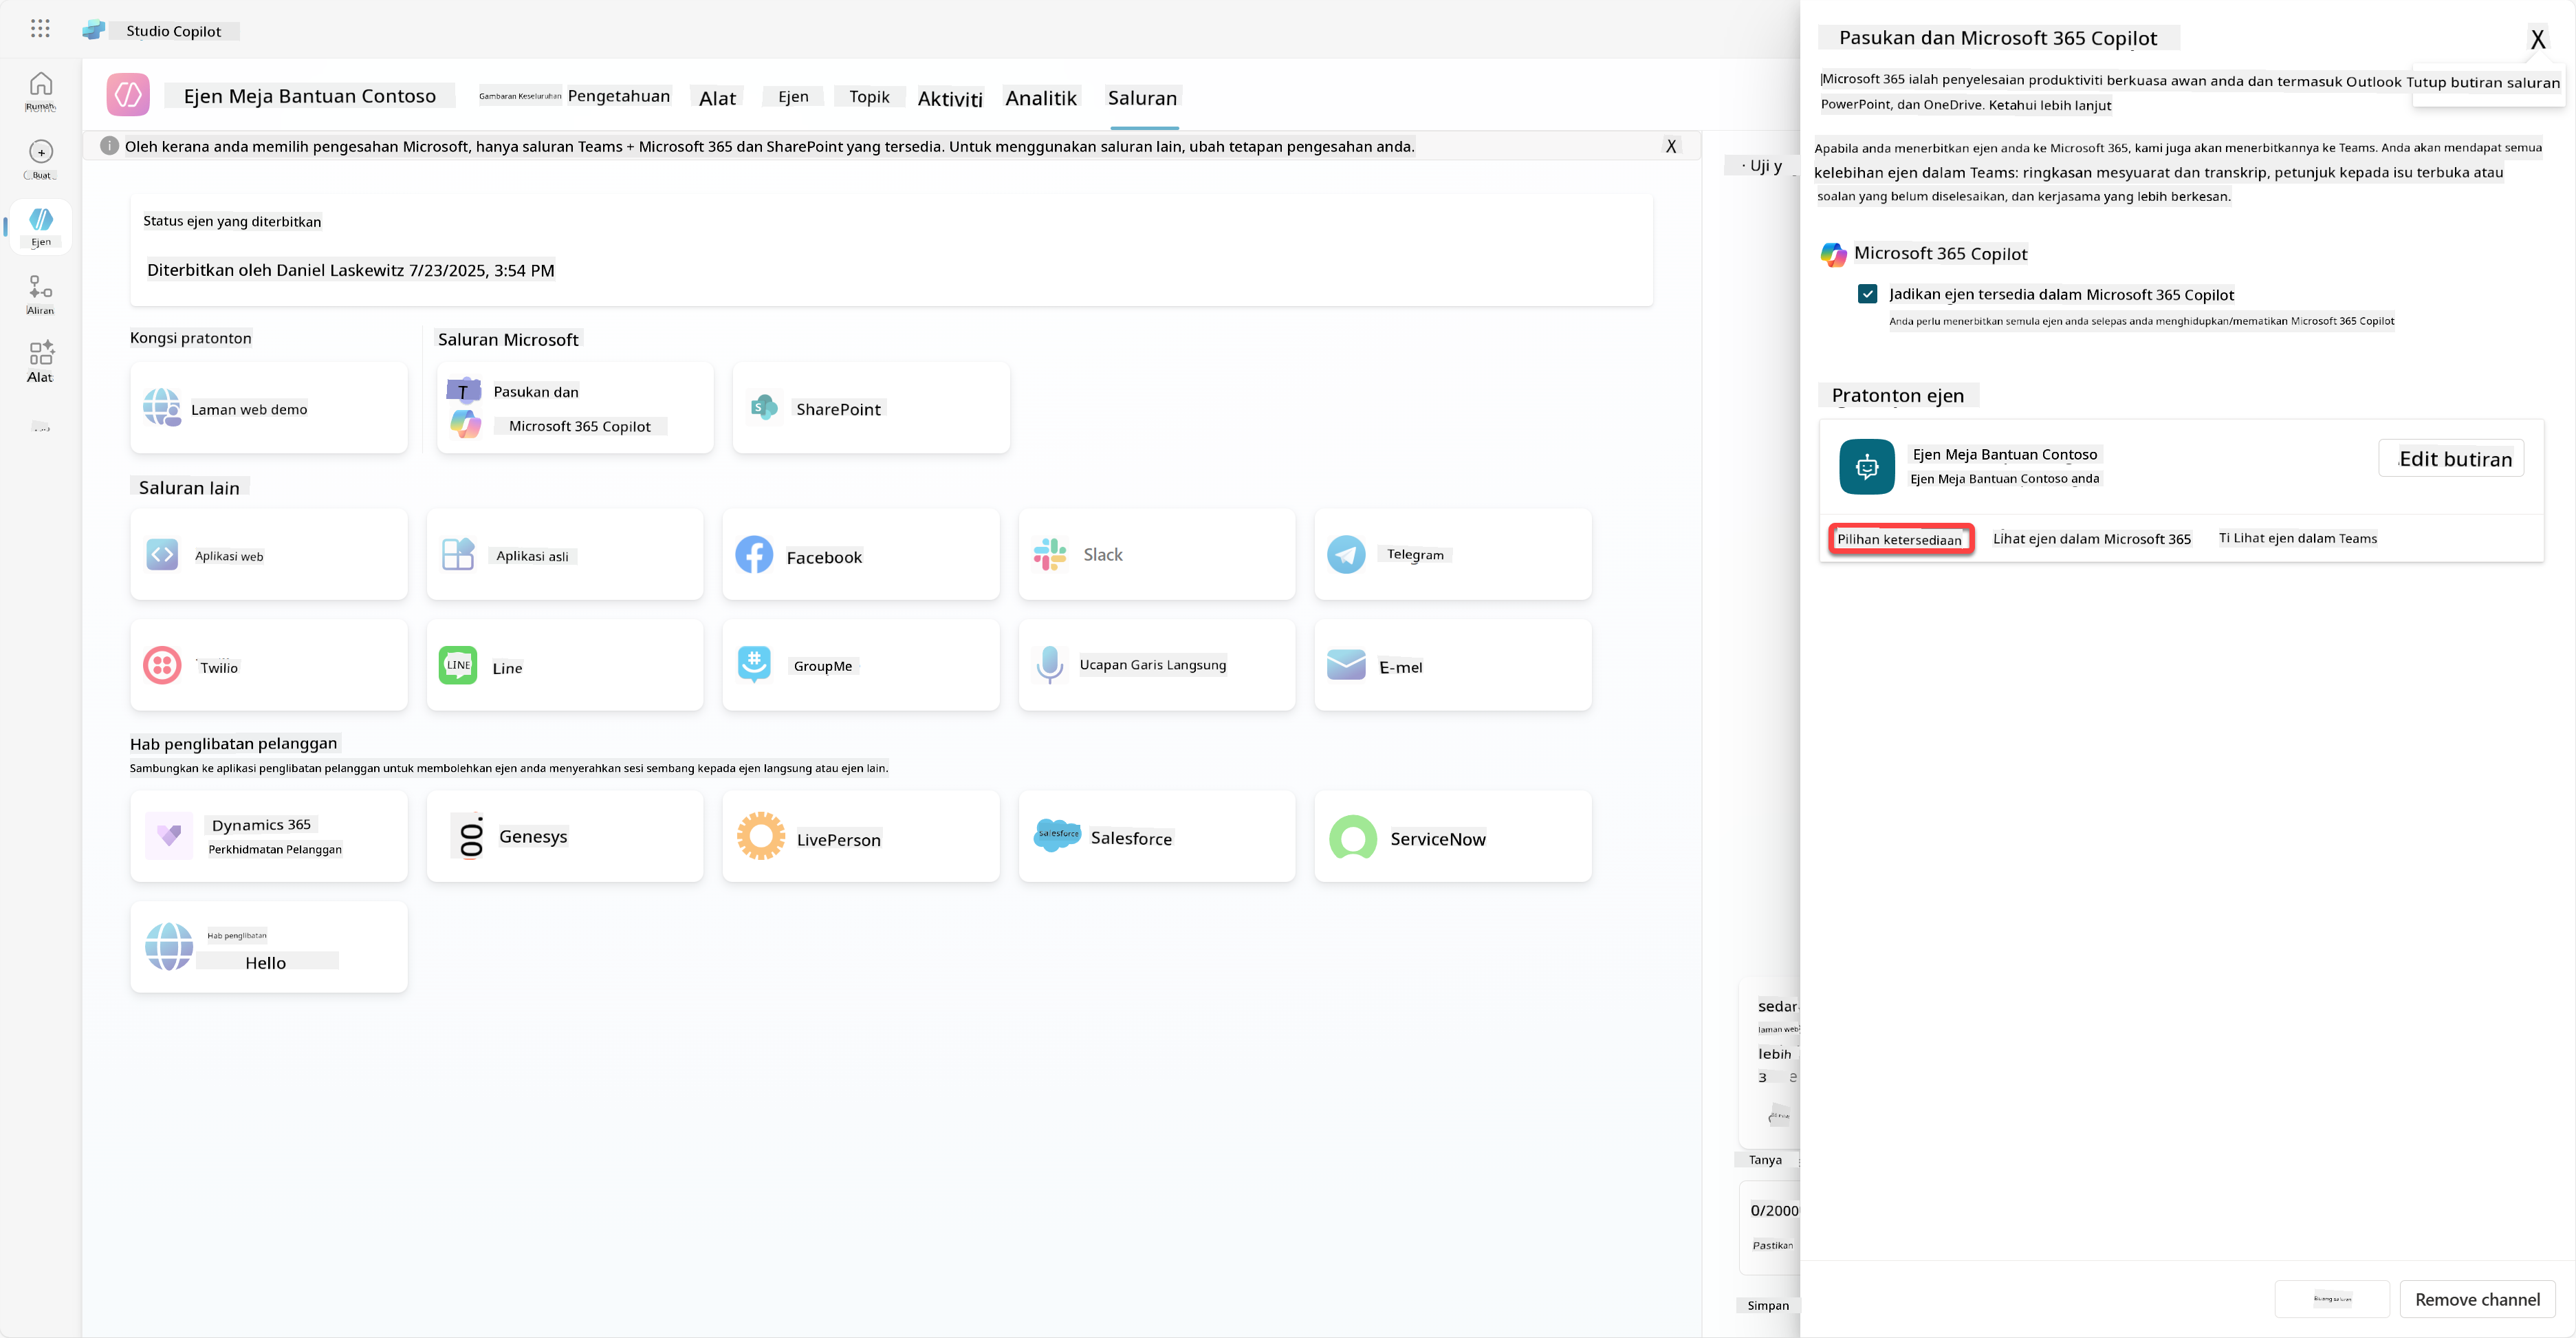 Studio Copilot
Rumah
Buat
Ejen
Aliran
Alat
Ejen Meja Bantuan Contoso
Gambaran Keseluruhan
Pengetahuan
Alat
Ejen
Topik
Aktiviti
Analitik
Saluran
Oleh kerana anda memilih pengesahan Microsoft, hanya saluran Teams + Microsoft 365 dan SharePoint yang tersedia. Untuk menggunakan saluran lain, ubah tetapan pengesahan anda.
X
Status ejen yang diterbitkan
Diterbitkan oleh Daniel Laskewitz 7/23/2025, 3:54 PM
Kongsi pratonton
Laman web demo
Saluran Microsoft
T
Pasukan dan
Microsoft 365 Copilot
SharePoint
Saluran lain
Aplikasi web
Aplikasi asli
Facebook
Slack
Telegram
Twilio
LINE
Line
GroupMe
Ucapan Garis Langsung
E-mel
Hab penglibatan pelanggan
Sambungkan ke aplikasi penglibatan pelanggan untuk membolehkan ejen anda menyerahkan sesi sembang kepada ejen langsung atau ejen lain.
Dynamics 365
Perkhidmatan Pelanggan
Genesys
LivePerson
salesforce
Salesforce
ServiceNow
Hab penglibatan
Hello
· Uji y
sedar
laman web
lebih
3 e
Tanya
0/2000
Pastikan
Simpan
Pasukan dan Microsoft 365 Copilot
X
Microsoft 365 ialah penyelesaian produktiviti berkuasa awan anda dan termasuk Outlook
Tutup butiran saluran
PowerPoint, dan OneDrive. Ketahui lebih lanjut
Apabila anda menerbitkan ejen anda ke Microsoft 365, kami juga akan menerbitkannya ke Teams. Anda akan mendapat semua
kelebihan ejen dalam Teams: ringkasan mesyuarat dan transkrip, petunjuk kepada isu terbuka atau
soalan yang belum diselesaikan, dan kerjasama yang lebih berkesan.
Microsoft 365 Copilot
Jadikan ejen tersedia dalam Microsoft 365 Copilot
Anda perlu menerbitkan semula ejen anda selepas anda menghidupkan/mematikan Microsoft 365 Copilot
Pratonton ejen
Ejen Meja Bantuan Contoso
Ejen Meja Bantuan Contoso anda
Edit butiran
Pilihan ketersediaan
Lihat ejen dalam Microsoft 365
Ti Lihat ejen dalam Teams
Remove channel